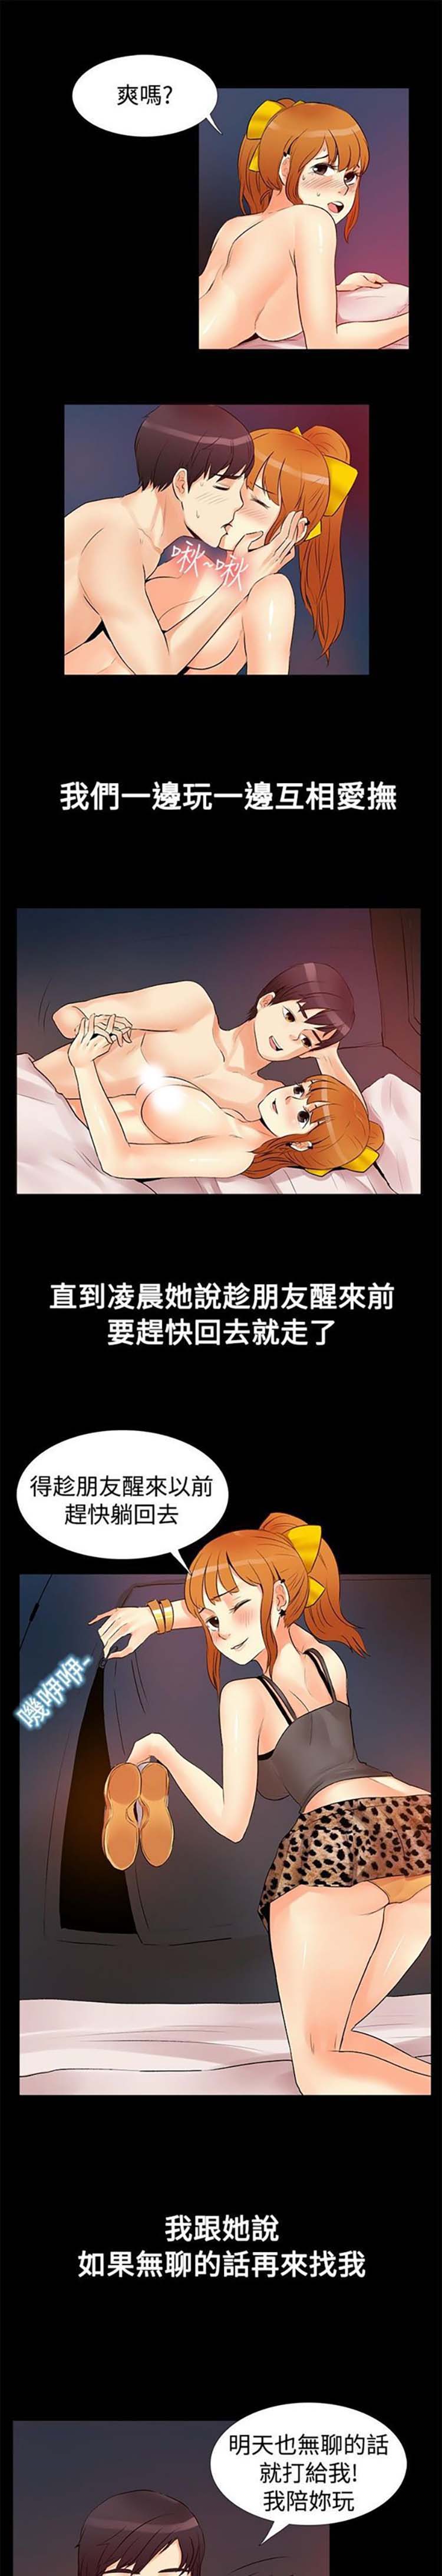 爽嗎?
啾~啾
我們一邊玩一邊互相愛撫
直到凌晨她說趁朋友醒來前
要趕快回去就走了
得趁朋友醒來以前
趕快躺回去
嘰咿咿-
我跟她說
如果無聊的話再來找我
明天也無聊的話
就打給我!
我陪妳玩